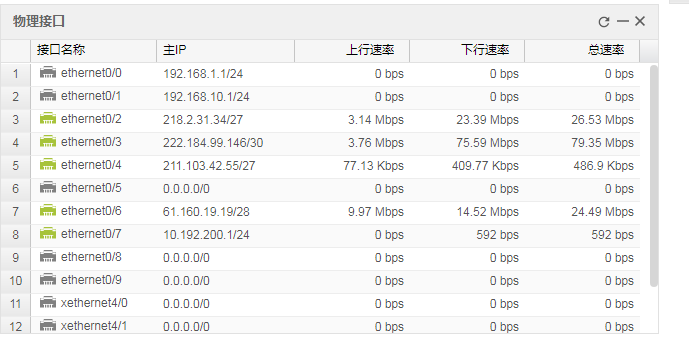 物理接口
接口名称 主IP 上行速率 下行速率 总速率
1 ethernet0/0 192.168.1.1/24 0 bps 0 bps 0 bps
2 ethernet0/1 192.168.10.1/24 0 bps 0 bps 0 bps
3 ethernet0/2 218.2.31.34/27 3.14 Mbps 23.39 Mbps 26.53 Mbps
4 ethernet0/3 222.184.99.146/30 3.76 Mbps 75.59 Mbps 79.35 Mbps
5 ethernet0/4 211.103.42.55/27 77.13 Kbps 409.77 Kbps 486.9 Kbps
6 ethernet0/5 0.0.0.0/0 0 bps 0 bps 0 bps
7 ethernet0/6 61.160.19.19/28 9.97 Mbps 14.52 Mbps 24.49 Mbps
8 ethernet0/7 10.192.200.1/24 0 bps 592 bps 592 bps
9 ethernet0/8 0.0.0.0/0 0 bps 0 bps 0 bps
10 ethernet0/9 0.0.0.0/0 0 bps 0 bps 0 bps
11 xethernet4/0 0.0.0.0/0 0 bps 0 bps 0 bps
12 xethernet4/1 0.0.0.0/0 0 bps 0 bps 0 bps